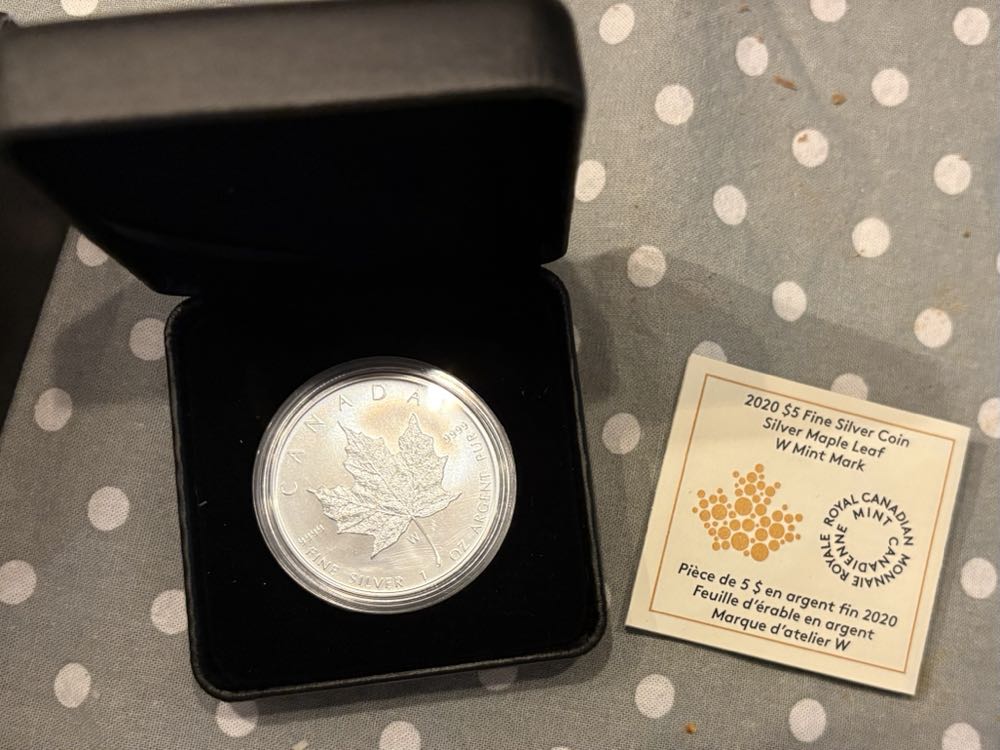 CANADA
9999
9999
FINE SILVER 1 OZ ARGENT PUR
W
2020 $5 Fine Silver Coin
Silver Maple Leaf
W Mint Mark
ROYAL CANADIAN MINT
MONNAIE ROYALE CANADIENNE
Pièce de 5 $ en argent fin 2020
Feuille d'érable en argent
Marque d'atelier W